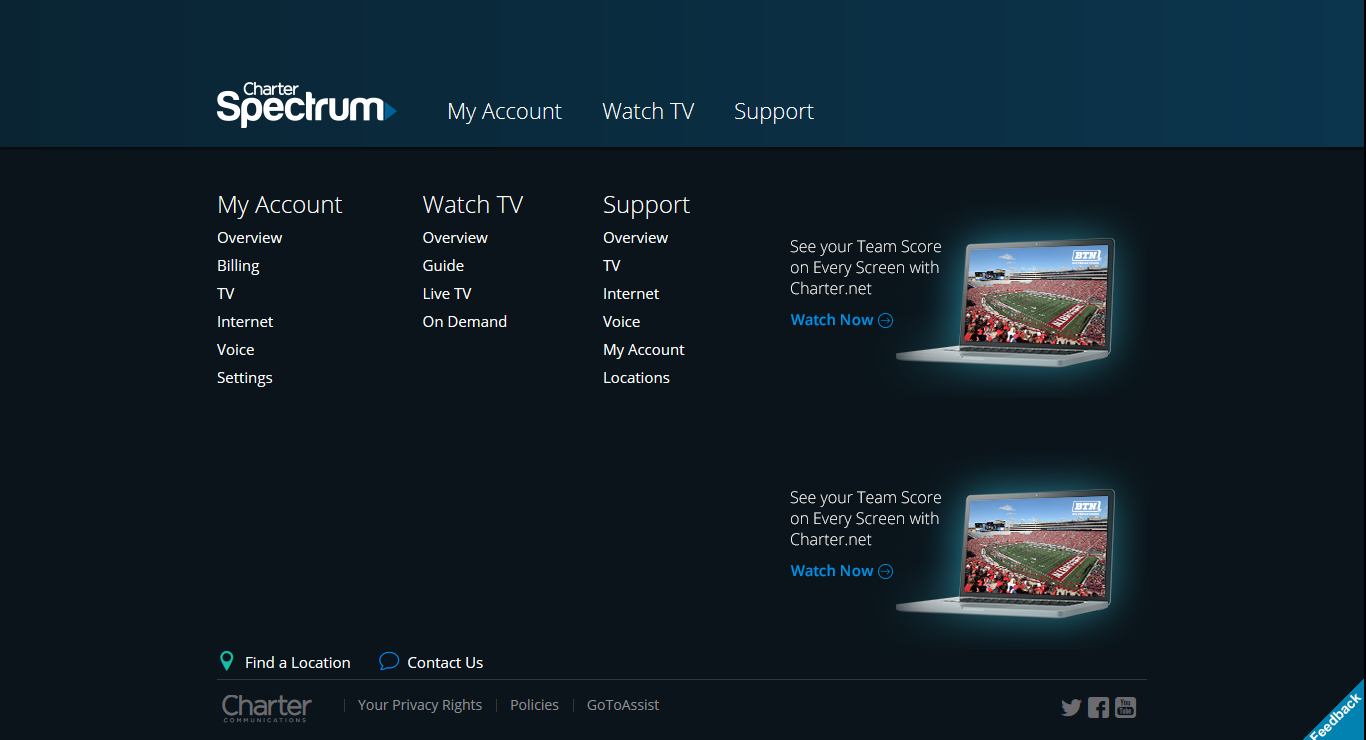 Charter
Spectrum
My Account
Watch TV
Support
My Account
Overview
Billing
TV
Internet
Voice
Settings
Watch TV
Overview
Guide
Live TV
On Demand
Support
Overview
TV
Internet
Voice
My Account
Locations
See your Team Score
on Every Screen with
Charter.net
Watch Now
BTN
See your Team Score
on Every Screen with
Charter.net
Watch Now
BTN
Find a Location
Contact Us
Charter
COMMUNICATIONS
Your Privacy Rights
Policies
GoToAssist
You
Tube
Feedback